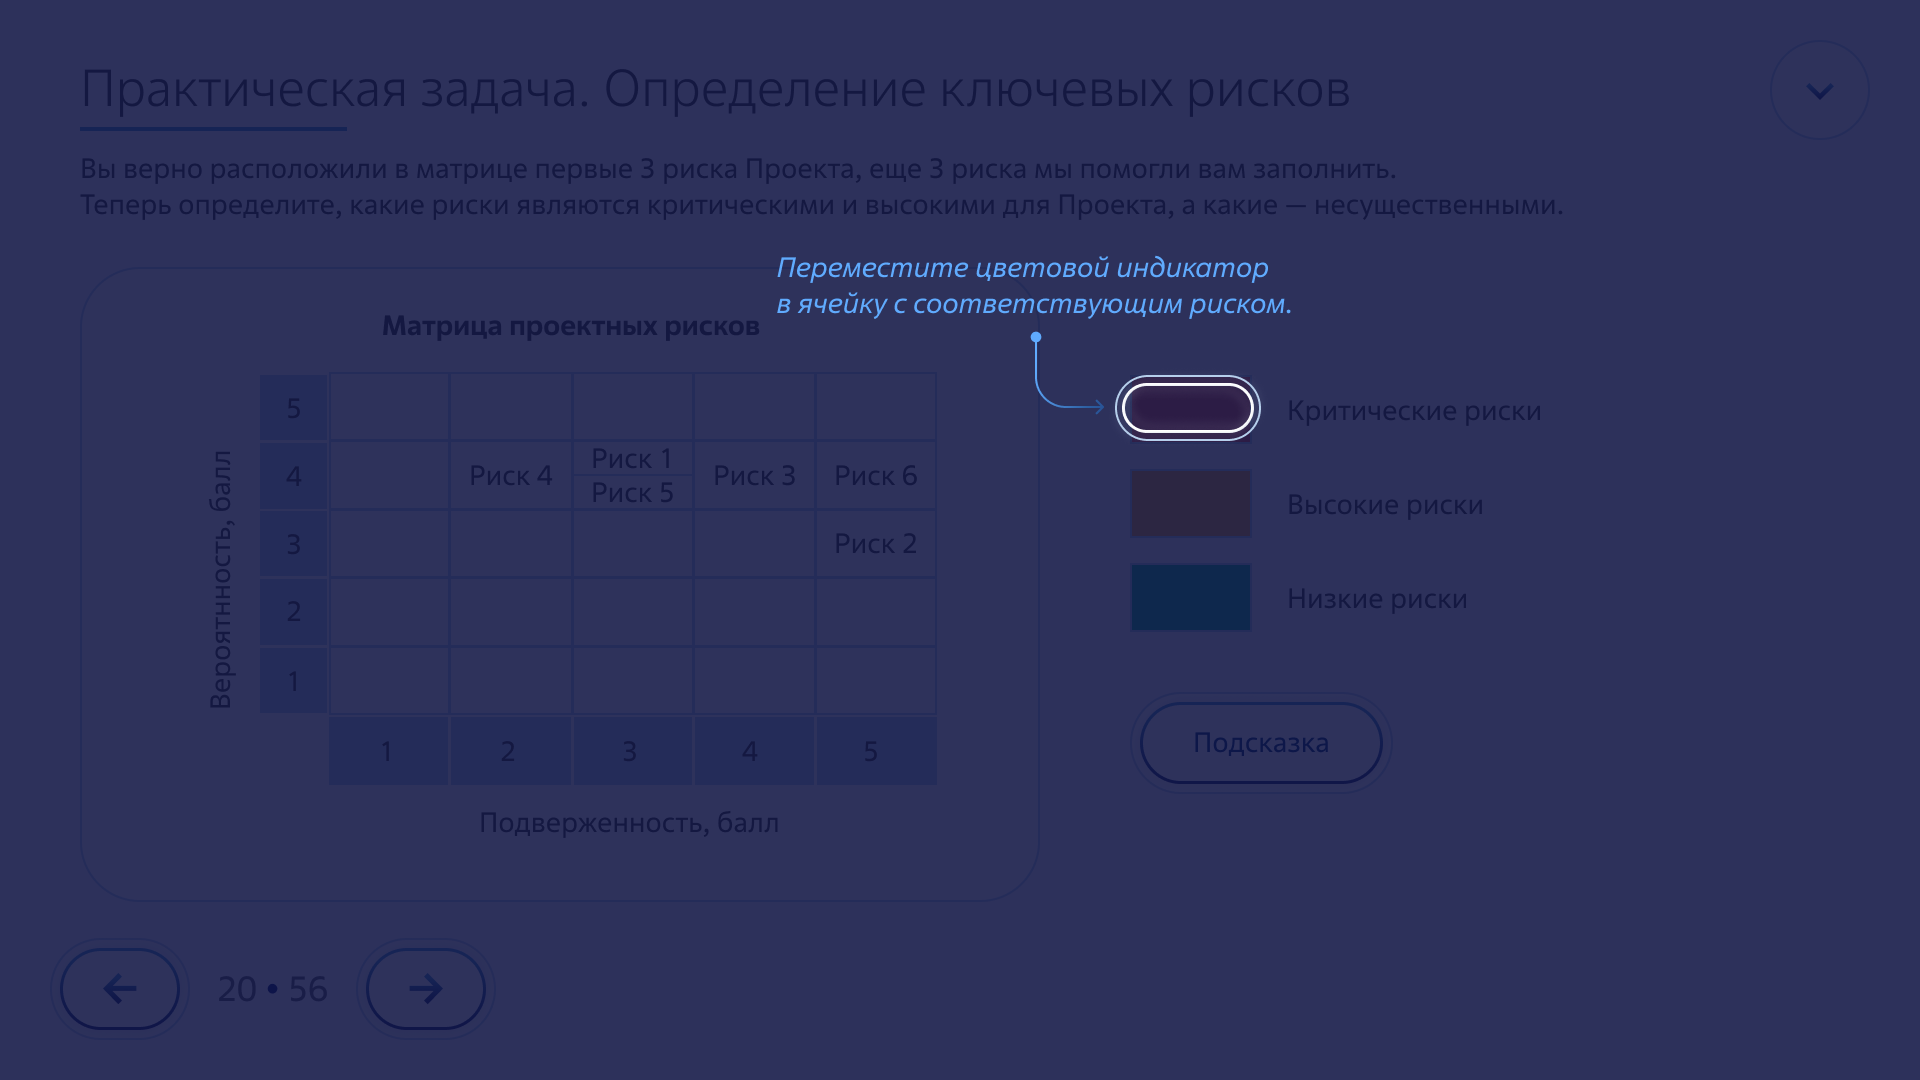 Практическая задача. Определение ключевых рисков
Вы верно расположили в матрице первые 3 риска Проекта, еще 3 риска мы помогли вам заполнить.
Теперь определите, какие риски являются критическими и высокими для Проекта, а какие — несущественными.
Переместите цветовой индикатор
в ячейку с соответствующим риском.
Матрица проектных рисков
Вероятнность, балл
5
4
Риск 4
Риск 1
Риск 5
Риск 3
Риск 6
3
Риск 2
2
1
1
2
3
4
5
Подверженность, балл
Критические риски
Высокие риски
Низкие риски
Подсказка
20 • 56